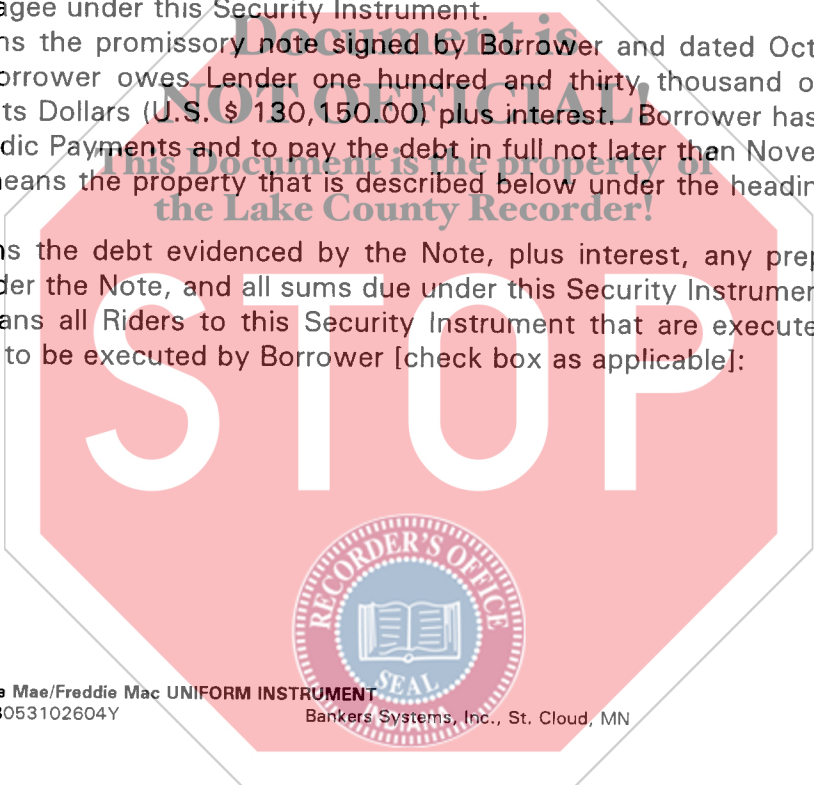 agee under this Security Instrument.
Document is
ns the promissory note signed by Borrower and dated Oct
orrower owes Lender one hundred and thirty thousand o
NOT OFFICIAL!
ts Dollars (U.S. $ 130,150.00) plus interest. Borrower has
dic Payments and to pay the debt in full not later than Nove
This Document is the property of
eans the property that is described below under the headin
the Lake County Recorder!
ns the debt evidenced by the Note, plus interest, any prep
der the Note, and all sums due under this Security Instrumen
ans all Riders to this Security Instrument that are execute
to be executed by Borrower [check box as applicable]:
STOP
RECORDER'S OFFICE
SEAL
INDIANA
e Mae/Freddie Mac UNIFORM INSTRUMENT
053102604Y Bankers Systems, Inc., St. Cloud, MN